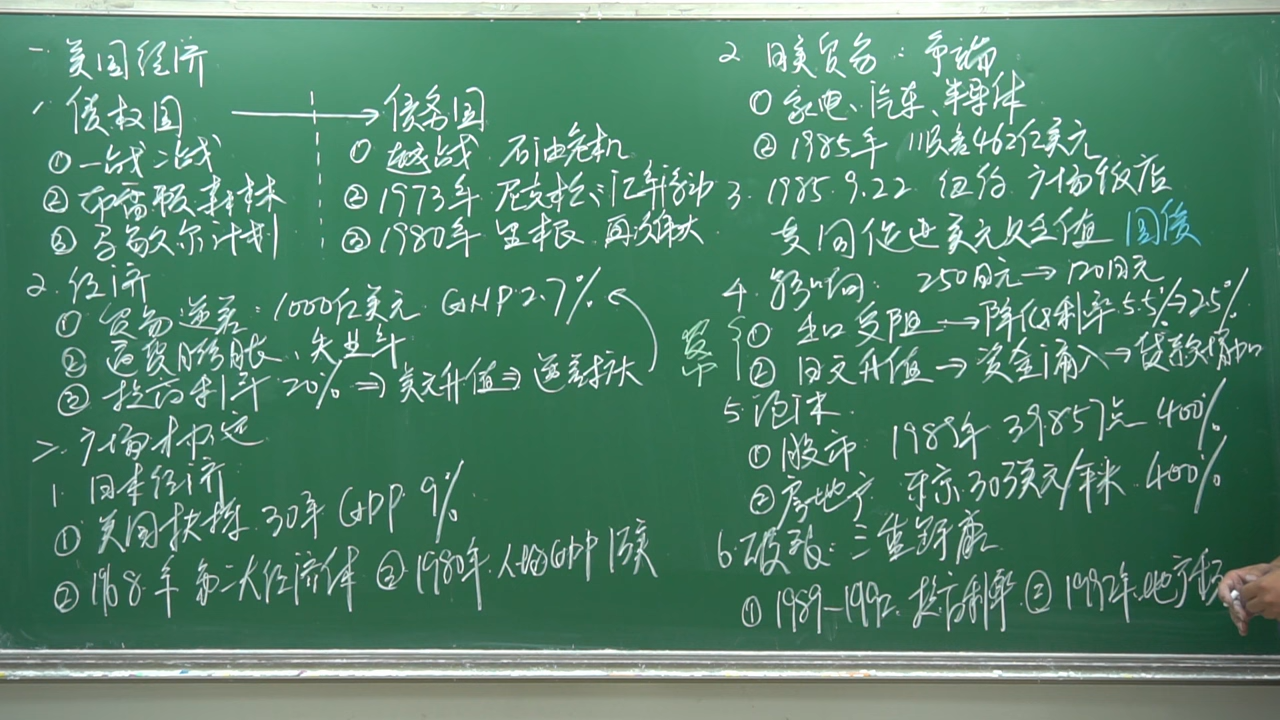 一. 美国经济
1. 债权国 → 债务国
① 一战二战
② 布雷顿森林
③ 马歇尔计划
① 越战 石油危机
② 1973年 尼克松：汇率浮动
③ 1980年 里根 再次伟大
2. 经济
① 贸易逆差：1000亿美元 GNP 2.7%
② 通货膨胀、失业率
③ 提高利率 20% ⇒ 美元升值 ⇒ 逆差扩大
二. 广场协定
1. 日本经济
① 美国扶持 30年 GDP 9%
② 1968年 第二大经济体 ③ 1980年 人均GDP
2. 日美贸易：争端
① 家电、汽车、半导体
② 1985年 顺差462亿美元
3. 1985.9.22 纽约 广场饭店
共同促进美元贬值 国债
4. 影响： 250日元→120日元
① 出口受阻→降低利率 5.5%→2.5%
② 日元升值→资金涌入→贷款增加
5. 泡沫
① 股市 1989年 39857点 400%
② 房地产 东京 30万美元/平米 400%
6. 破裂：三重
① 1989-1990. 提高利率 ② 1992年.地产税